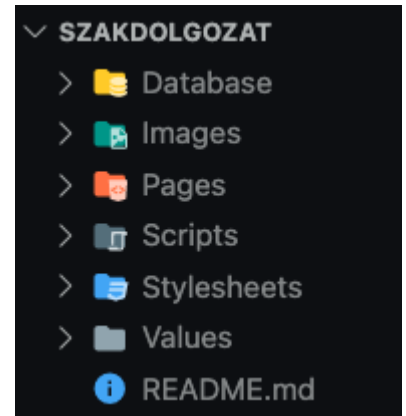 SZAKDOLGOZAT
Database
Images
Pages
Scripts
Stylesheets
Values
README.md